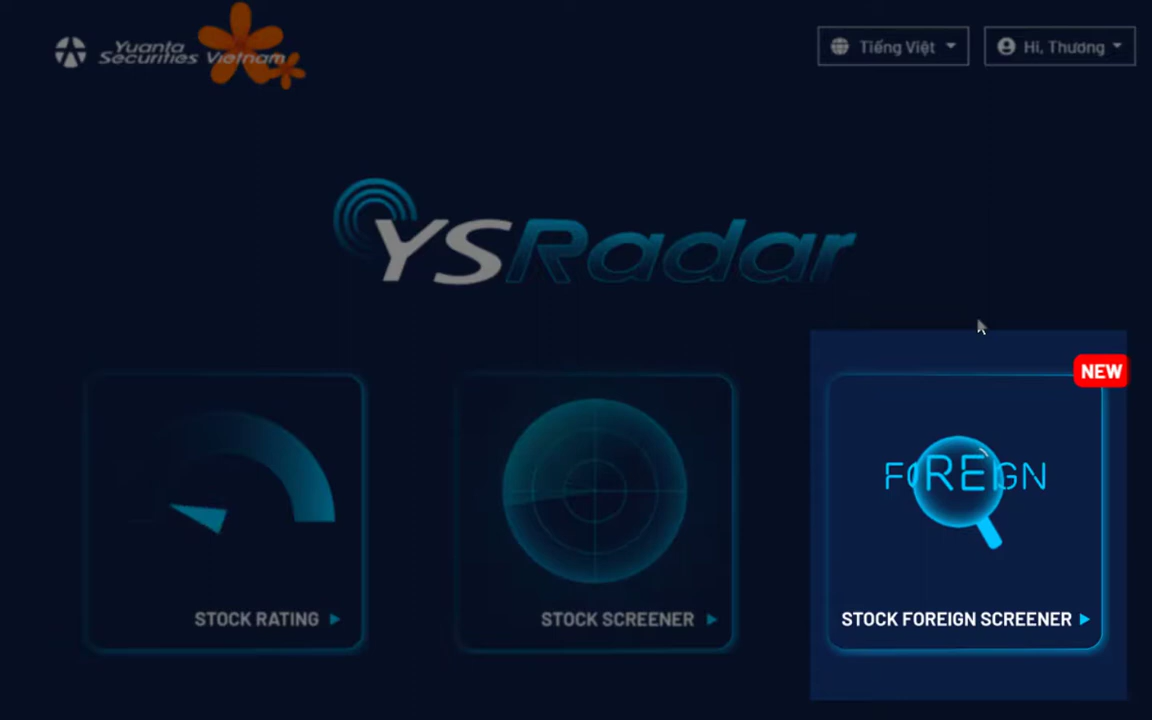 Yuanta
Securities Vietnam
Tiếng Việt
Hi, Thương
YSRadar
NEW
FOREIGN
STOCK RATING
STOCK SCREENER
STOCK FOREIGN SCREENER